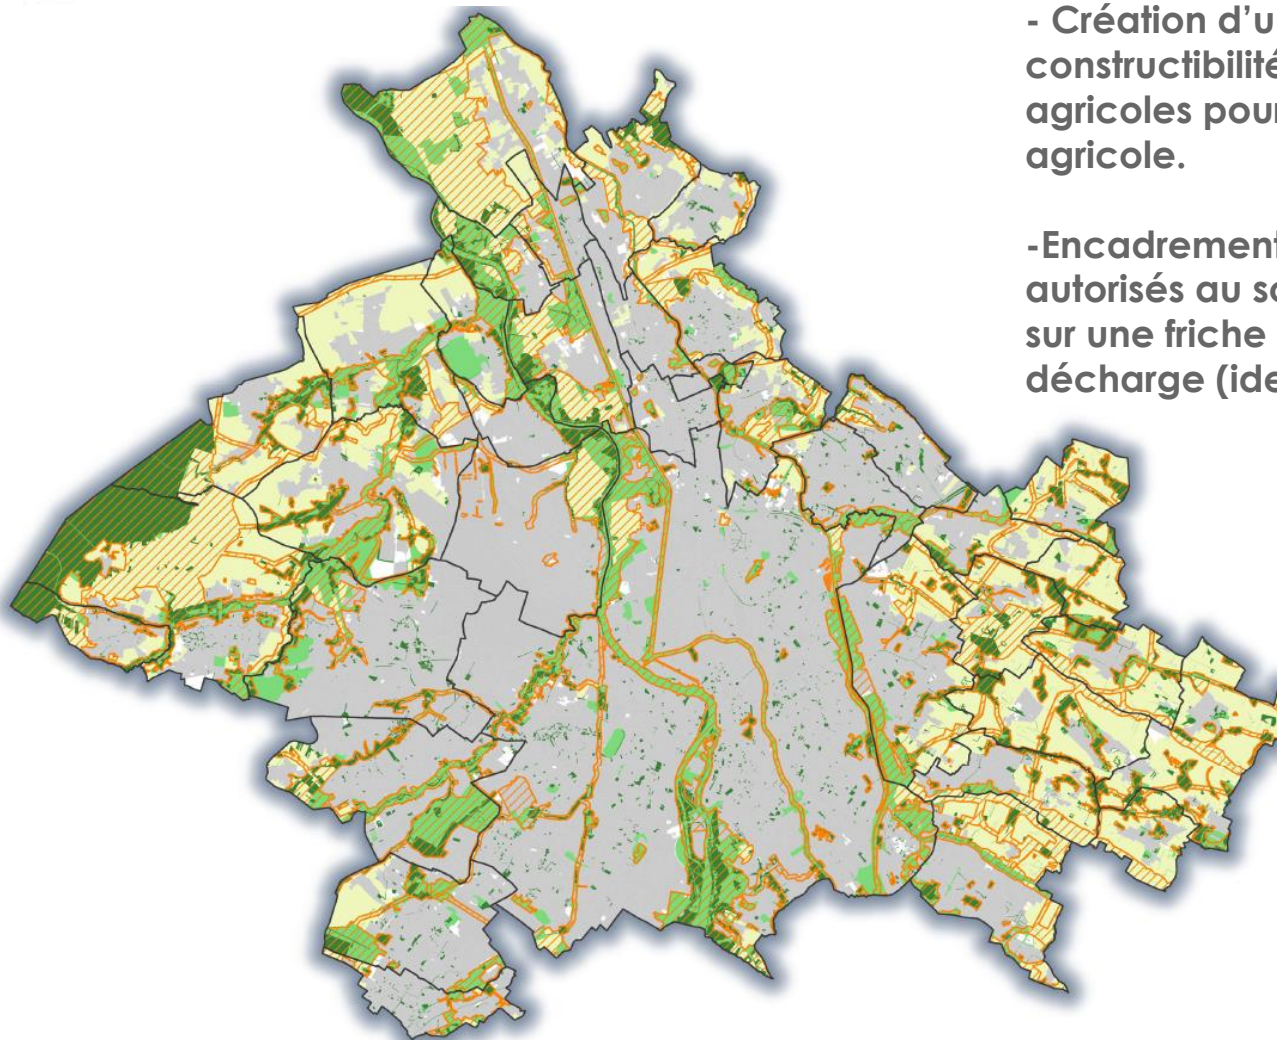 - Création d’u
constructibilité
agricoles pour
agricole.
-Encadrement
autorisés au so
sur une friche
décharge (ide